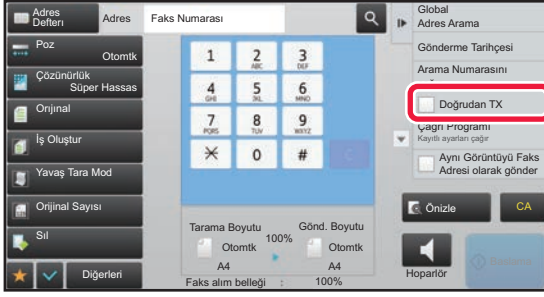 Adres
Defteri
Adres
Faks Numarası
Poz
Otomtk
Çözünürlük
Süper Hassas
Orijinal
İş Oluştur
Yavaş Tara Mod
Orijinal Sayısı
Sil
Diğerleri
1
2
ABC
3
DEF
4
GHI
5
JKL
6
MNO
7
PQRS
8
TUV
9
WXYZ
0
#
C
Tarama Boyutu
Otomtk
A4
100%
Gönd. Boyutu
Otomtk
A4
Faks alım belleği : 100%
Global
Adres Arama
Gönderme Tarihçesi
Arama Numarasını
Doğrudan TX
Çağrı Programı
Kayıtlı ayarları çağır
Aynı Görüntüyü Faks
Adresi olarak gönder
Önizle
CA
Hoparlör
Başlatma